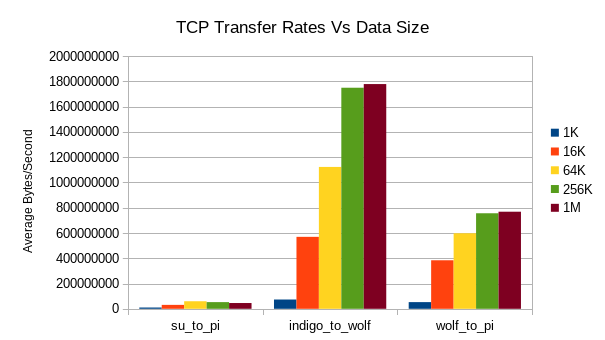 TCP Transfer Rates Vs Data Size
Average Bytes/Second
2000000000
1800000000
1600000000
1400000000
1200000000
1000000000
800000000
600000000
400000000
200000000
0
su_to_pi
indigo_to_wolf
wolf_to_pi
1K
16K
64K
256K
1M